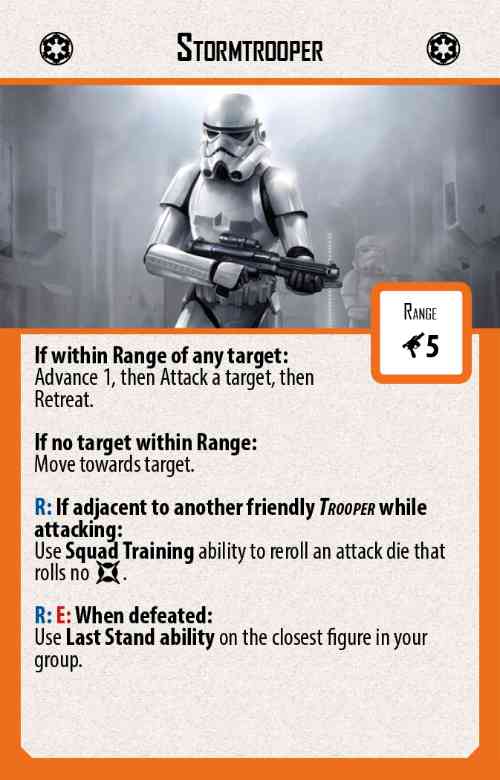 Stormtrooper
Range
5
If within Range of any target:
Advance 1, then Attack a target, then
Retreat.
If no target within Range:
Move towards target.
R: If adjacent to another friendly Trooper while
attacking:
Use Squad Training ability to reroll an attack die that
rolls no .
R: E: When defeated:
Use Last Stand ability on the closest figure in your
group.